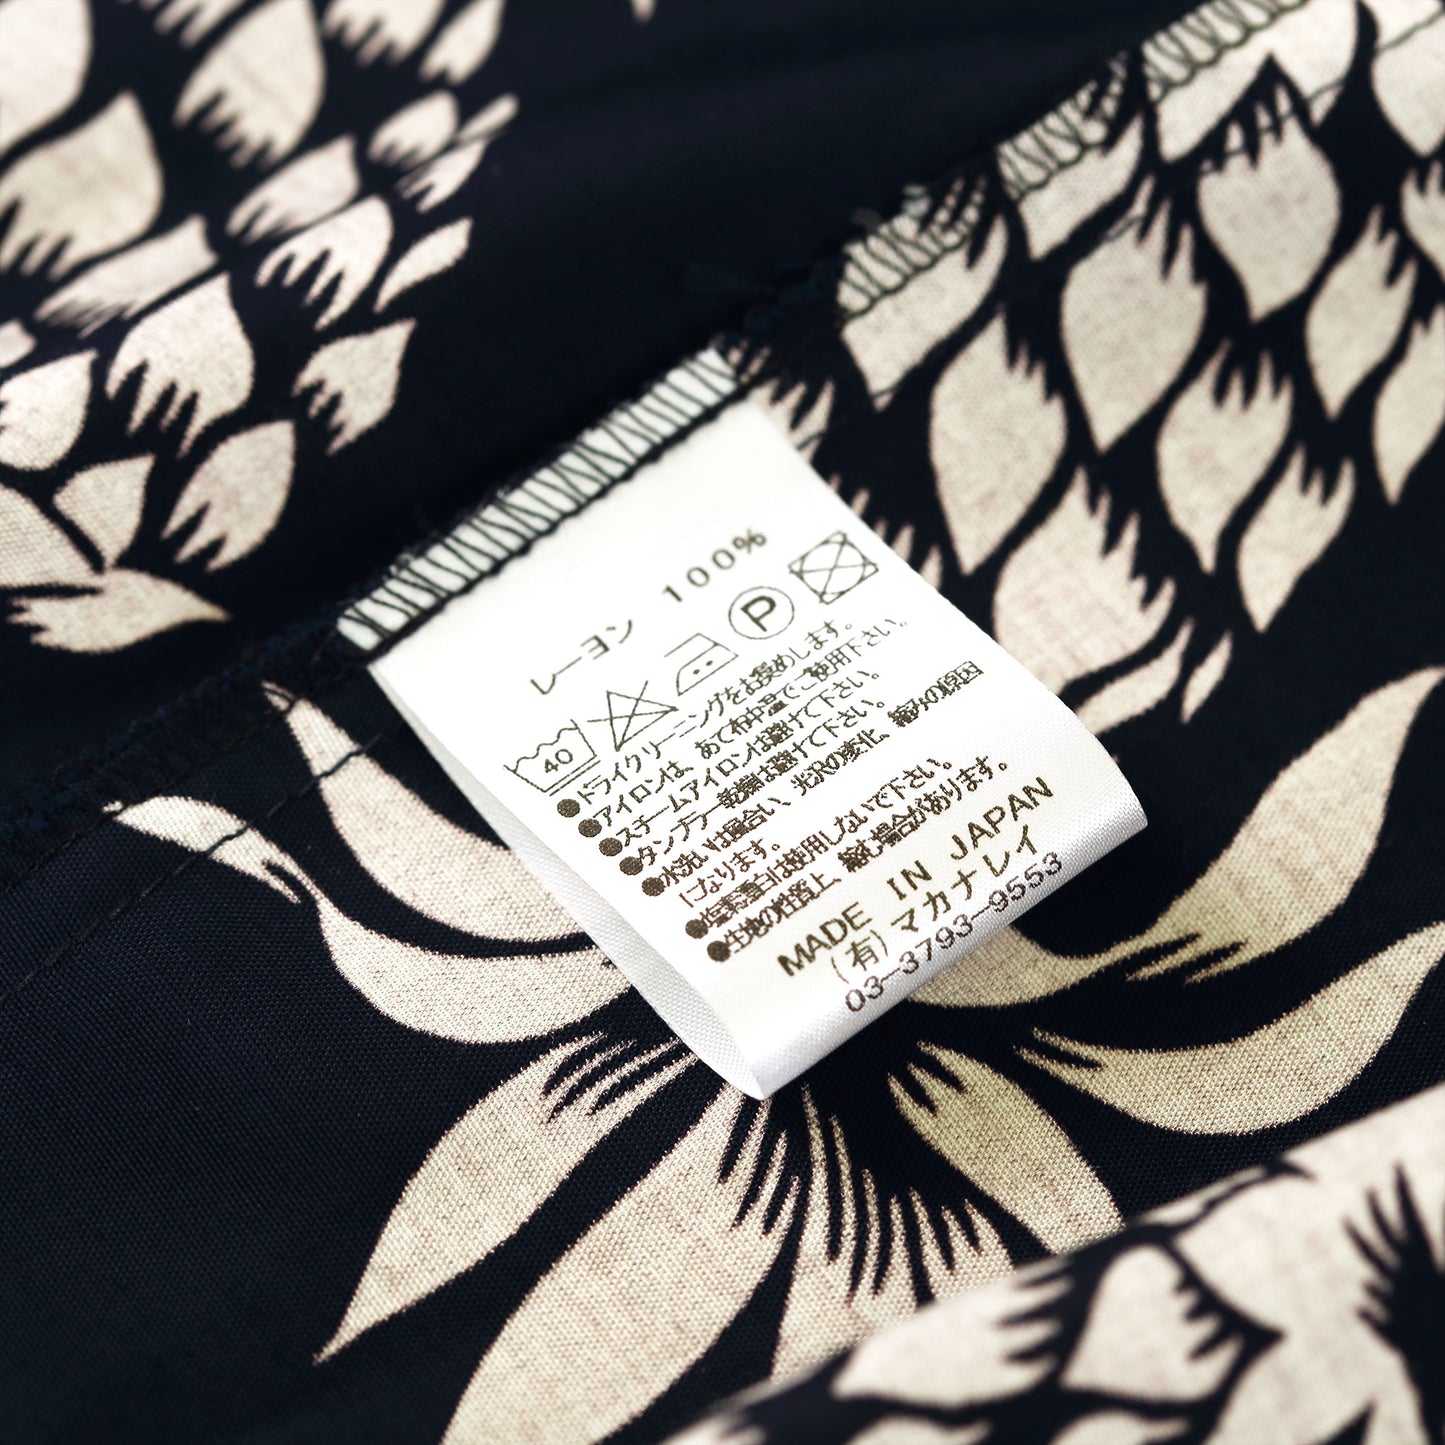 レーヨン 100%
40 P
●ドライクリーニングをお奨めします。
●アイロンは、あて布中温でご使用下さい。
●スチームアイロンは避けて下さい。
●タンブラー乾燥は避けて下さい。
●水洗いは風合い、光沢の変化 縮みの原因
になります。
●塩素漂白は使用しないで下さい。
●生地の性質上、縮む場合があります。
MADE IN JAPAN
(有)マカナレイ
03-3793-9553